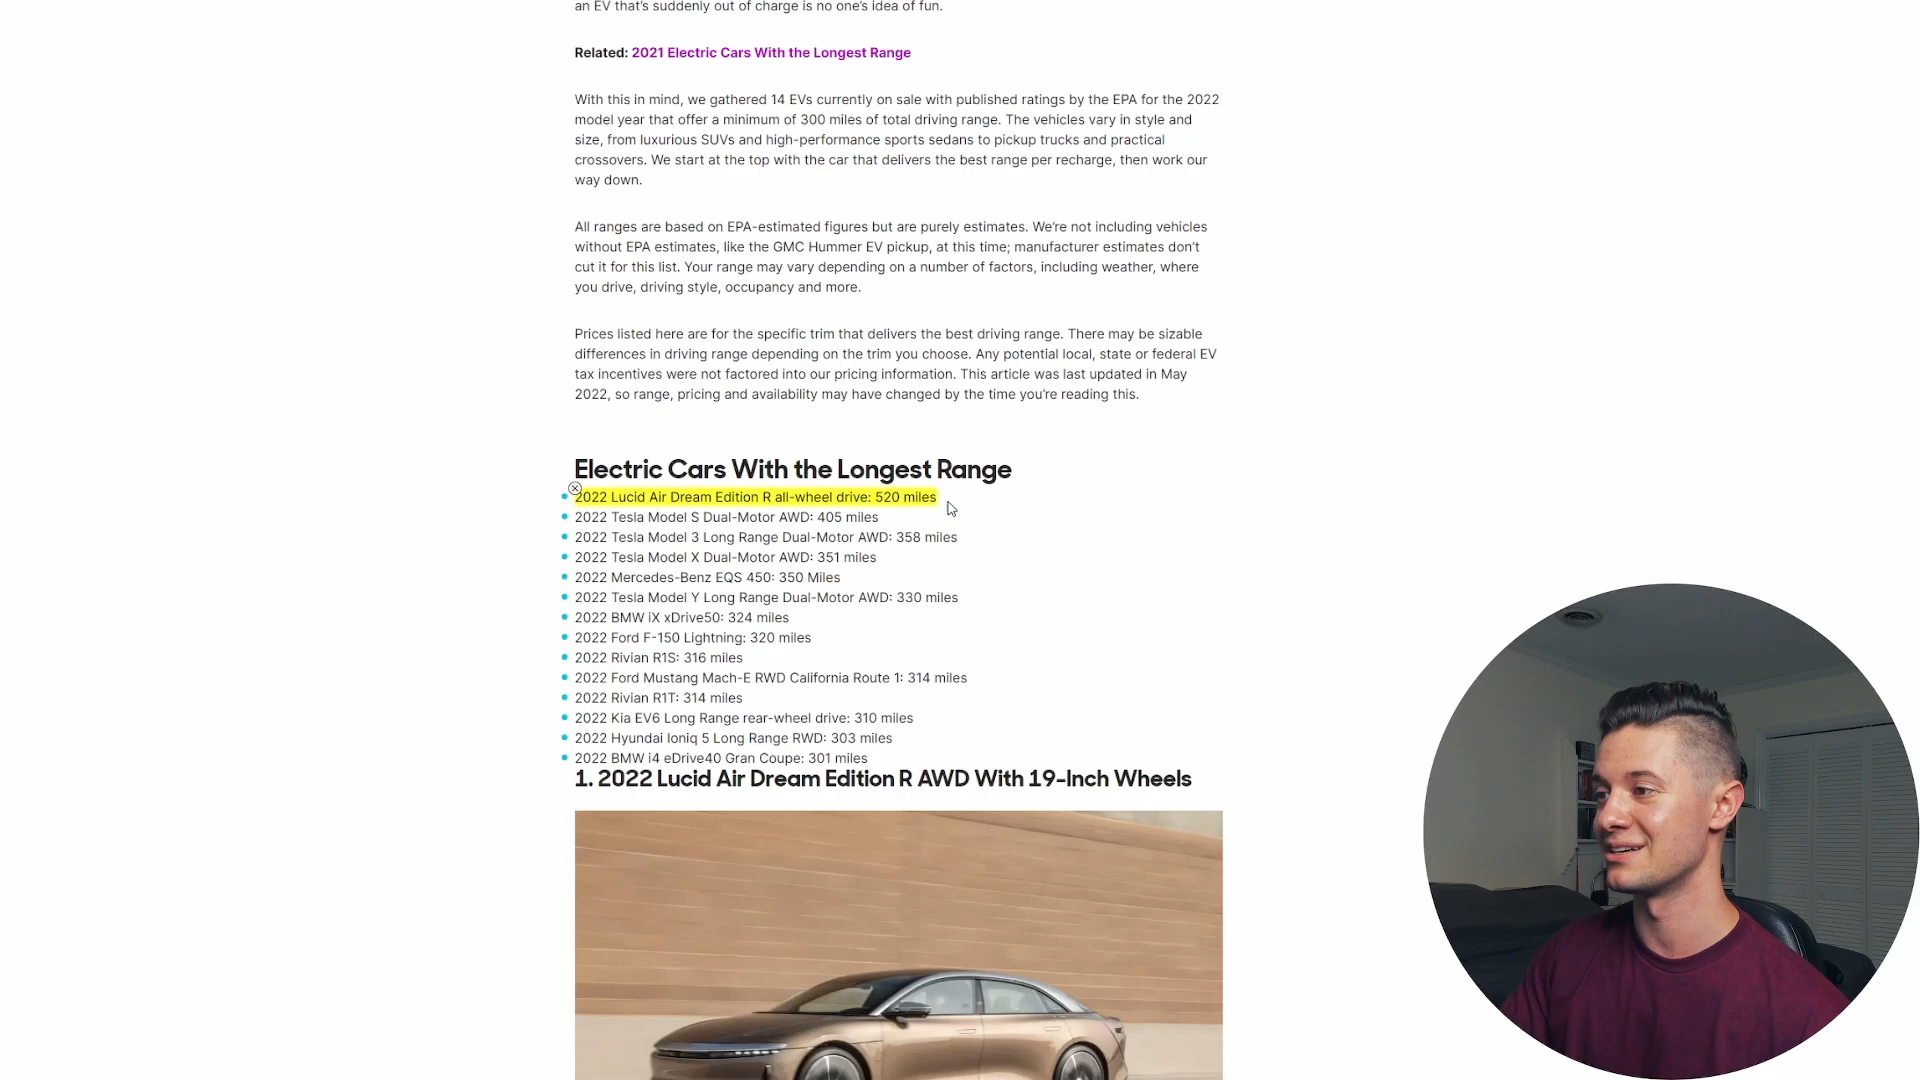 an EV that's suddenly out of charge is no one's idea of fun.
Related: 2021 Electric Cars With the Longest Range
With this in mind, we gathered 14 EVs currently on sale with published ratings by the EPA for the 2022
model year that offer a minimum of 300 miles of total driving range. The vehicles vary in style and
size, from luxurious SUVs and high-performance sports sedans to pickup trucks and practical
crossovers. We start at the top with the car that delivers the best range per recharge, then work our
way down.
All ranges are based on EPA-estimated figures but are purely estimates. We're not including vehicles
without EPA estimates, like the GMC Hummer EV pickup, at this time; manufacturer estimates don't
cut it for this list. Your range may vary depending on a number of factors, including weather, where
you drive, driving style, occupancy and more.
Prices listed here are for the specific trim that delivers the best driving range. There may be sizable
differences in driving range depending on the trim you choose. Any potential local, state or federal EV
tax incentives were not factored into our pricing information. This article was last updated in May
2022, so range, pricing and availability may have changed by the time you're reading this.
Electric Cars With the Longest Range
2022 Lucid Air Dream Edition R all-wheel drive: 520 miles
2022 Tesla Model S Dual-Motor AWD: 405 miles
2022 Tesla Model 3 Long Range Dual-Motor AWD: 358 miles
2022 Tesla Model X Dual-Motor AWD: 351 miles
2022 Mercedes-Benz EQS 450: 350 Miles
2022 Tesla Model Y Long Range Dual-Motor AWD: 330 miles
2022 BMW iX xDrive50: 324 miles
2022 Ford F-150 Lightning: 320 miles
2022 Rivian R1S: 316 miles
2022 Ford Mustang Mach-E RWD California Route 1: 314 miles
2022 Rivian R1T: 314 miles
2022 Kia EV6 Long Range rear-wheel drive: 310 miles
2022 Hyundai Ioniq 5 Long Range RWD: 303 miles
2022 BMW i4 eDrive40 Gran Coupe: 301 miles
1. 2022 Lucid Air Dream Edition R AWD With 19-Inch Wheels